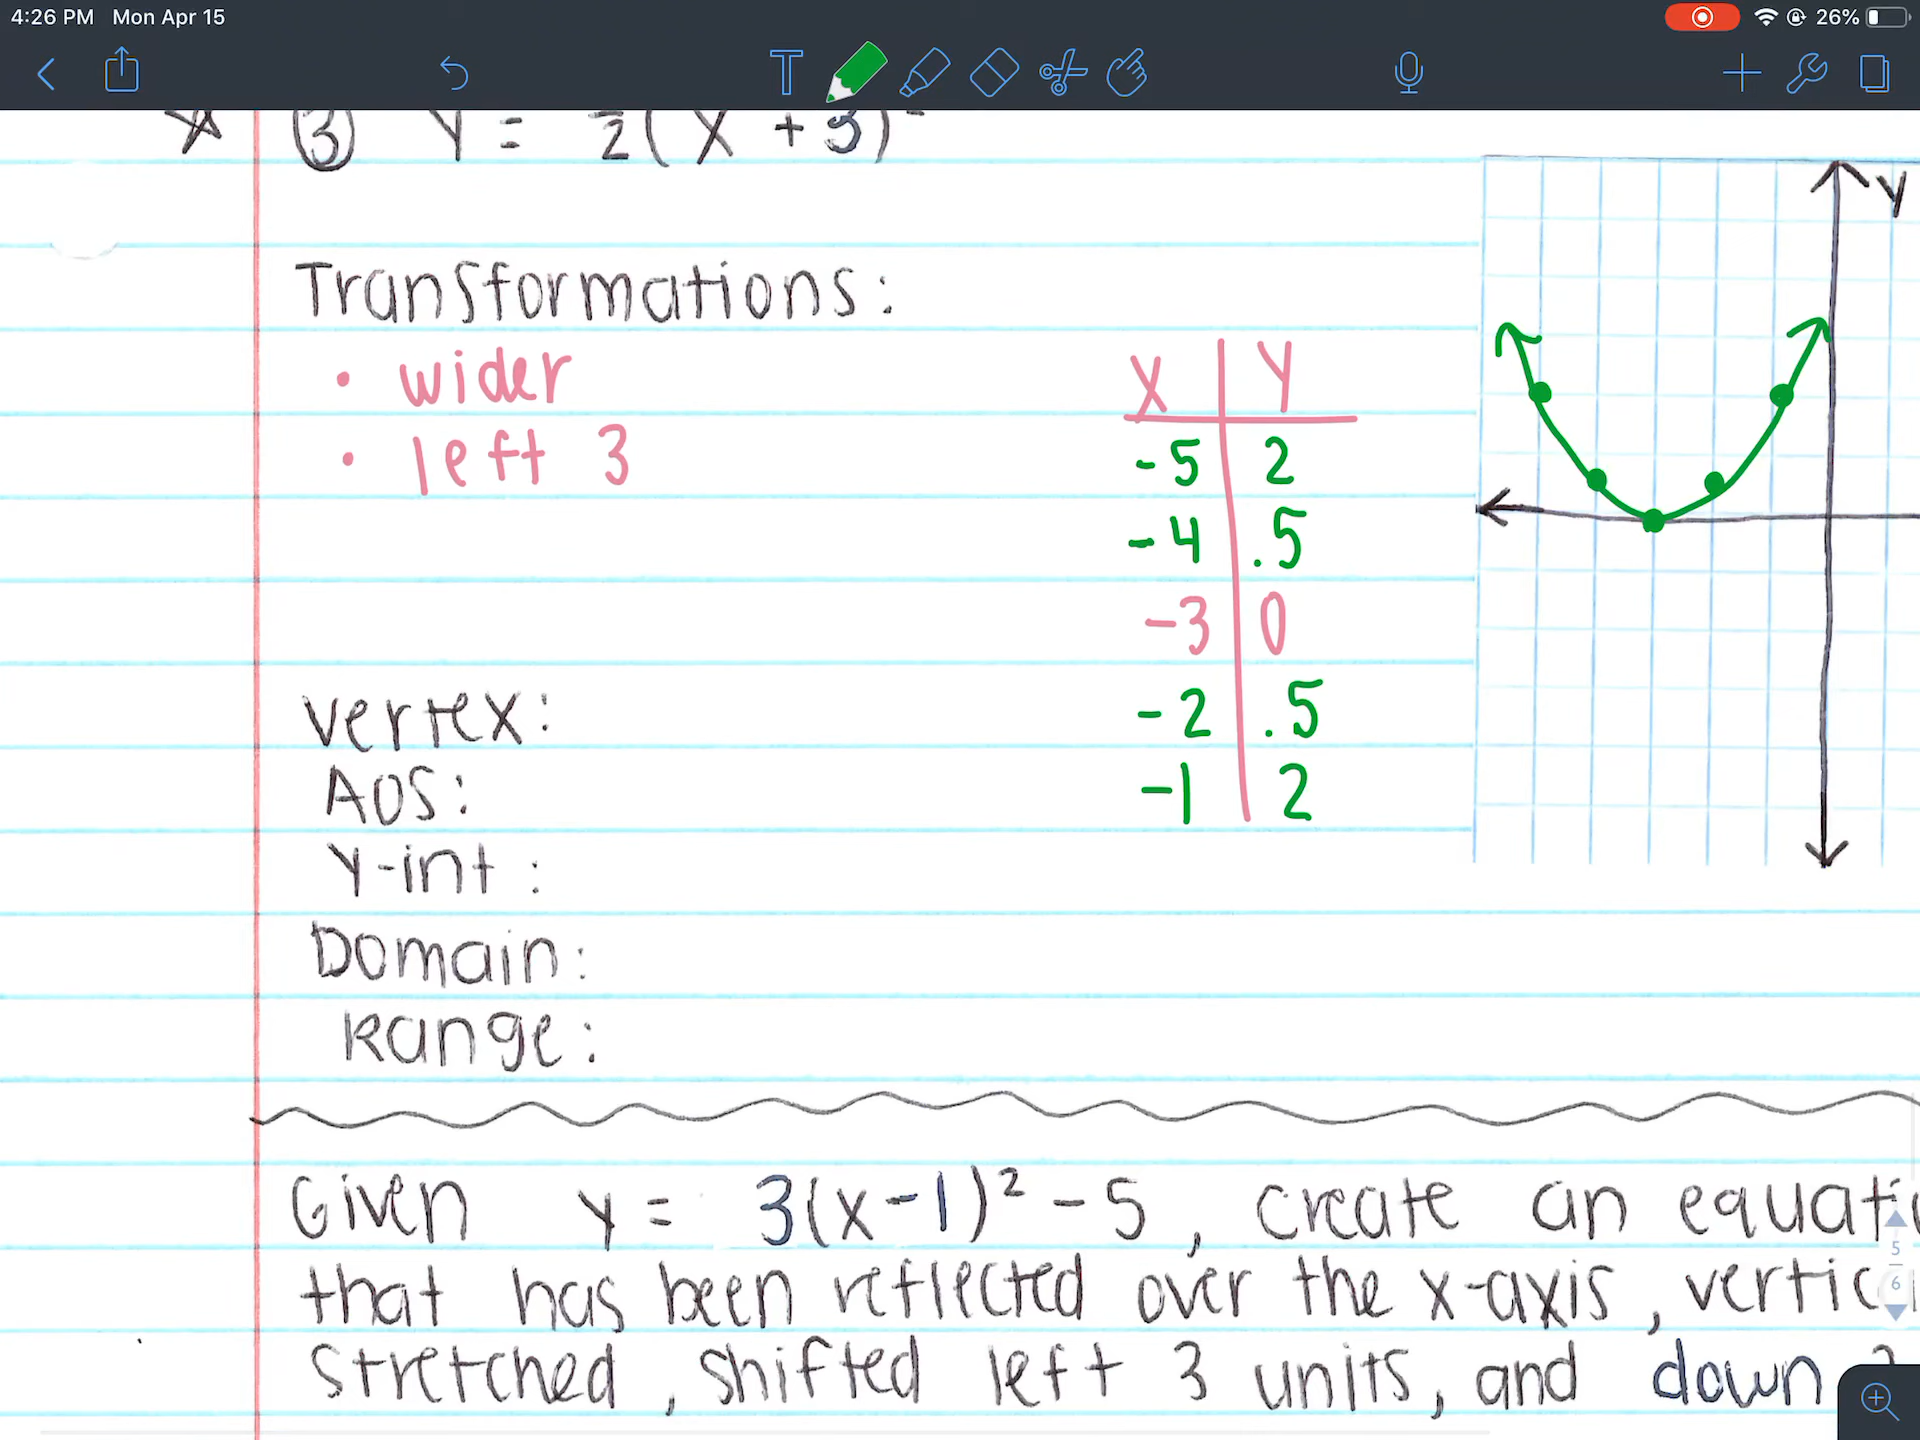 4:26 PM Mon Apr 15
26%
T
③ Y = 1/2(X + 3)²
Y
Transformations:
• wider
• left 3
X Y
-5 2
-4 .5
-3 0
-2 .5
-1 2
Vertex:
AOS:
Y-int:
Domain:
Range:
Given y = 3(x-1)² - 5, create an equati
that has been reflected over the x-axis, vertic
stretched, shifted left 3 units, and down
5
6